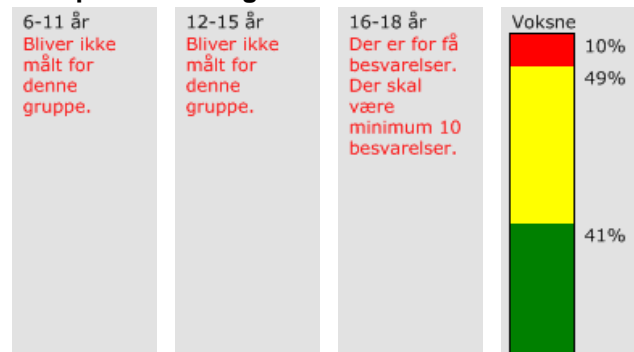 6-11 år
Bliver ikke
målt for
denne
gruppe.
12-15 år
Bliver ikke
målt for
denne
gruppe.
16-18 år
Der er for få
besvarelser.
Der skal
være
minimum 10
besvarelser.
Voksne
10%
49%
41%